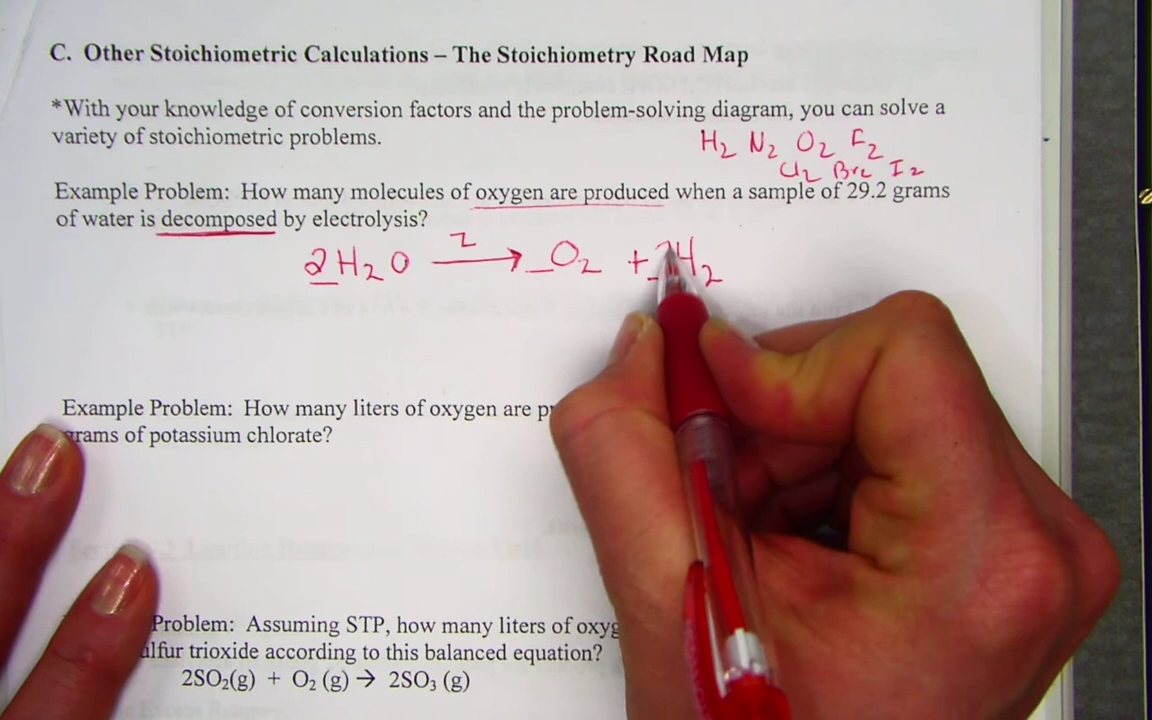 C. Other Stoichiometric Calculations – The Stoichiometry Road Map
*With your knowledge of conversion factors and the problem-solving diagram, you can solve a
variety of stoichiometric problems.
H₂ N₂ O₂ F₂
Cl₂ Br₂ I₂
Example Problem: How many molecules of oxygen are produced when a sample of 29.2 grams
of water is decomposed by electrolysis?
2H₂O z → _O₂ + 2H₂
Example Problem: How many liters of oxygen are
grams of potassium chlorate?
Problem: Assuming STP, how many liters of
sulfur trioxide according to this balanced equation?
2SO₂(g) + O₂ (g) → 2SO₃ (g)